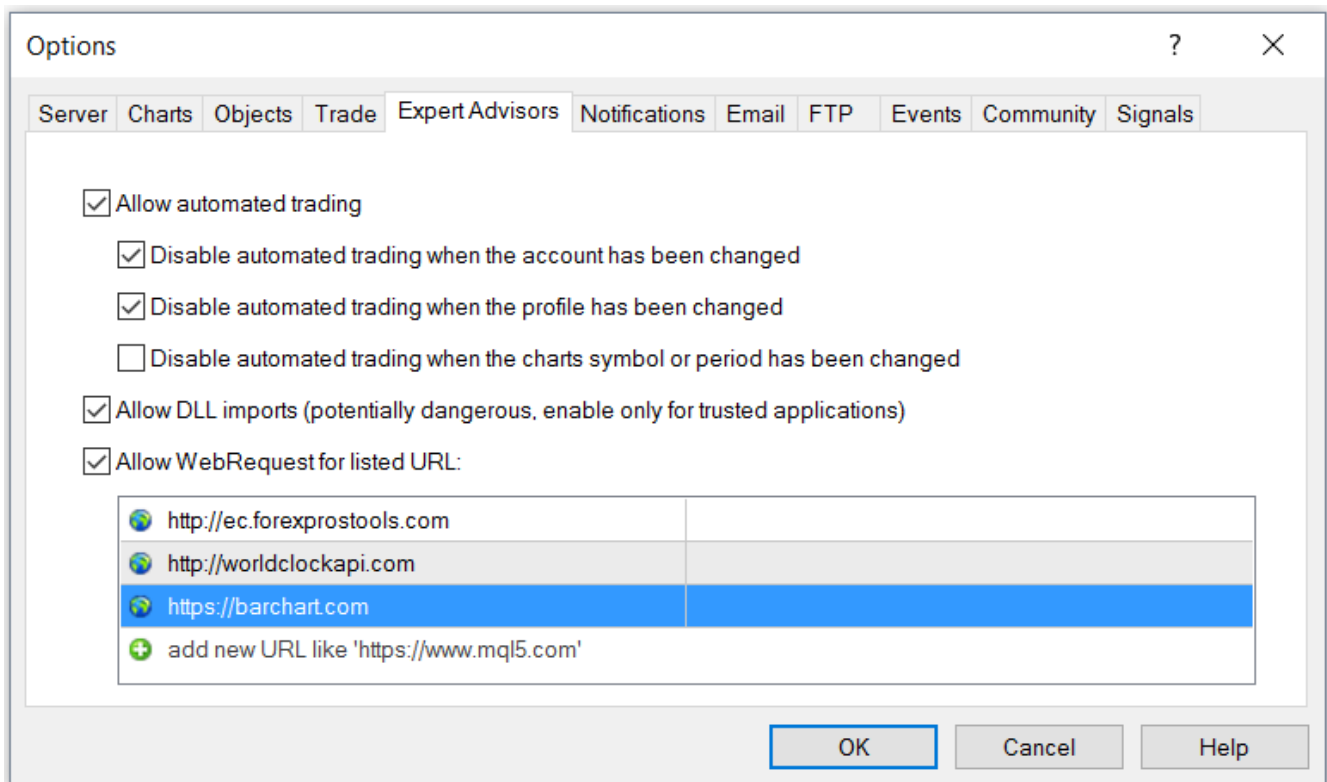 Options
?
Server Charts Objects Trade Expert Advisors Notifications Email FTP Events Community Signals
Allow automated trading
Disable automated trading when the account has been changed
Disable automated trading when the profile has been changed
Disable automated trading when the charts symbol or period has been changed
Allow DLL imports (potentially dangerous, enable only for trusted applications)
Allow WebRequest for listed URL:
http://ec.forexprostools.com
http://worldclockapi.com
https://barchart.com
add new URL like 'https://www.mql5.com'
OK Cancel Help